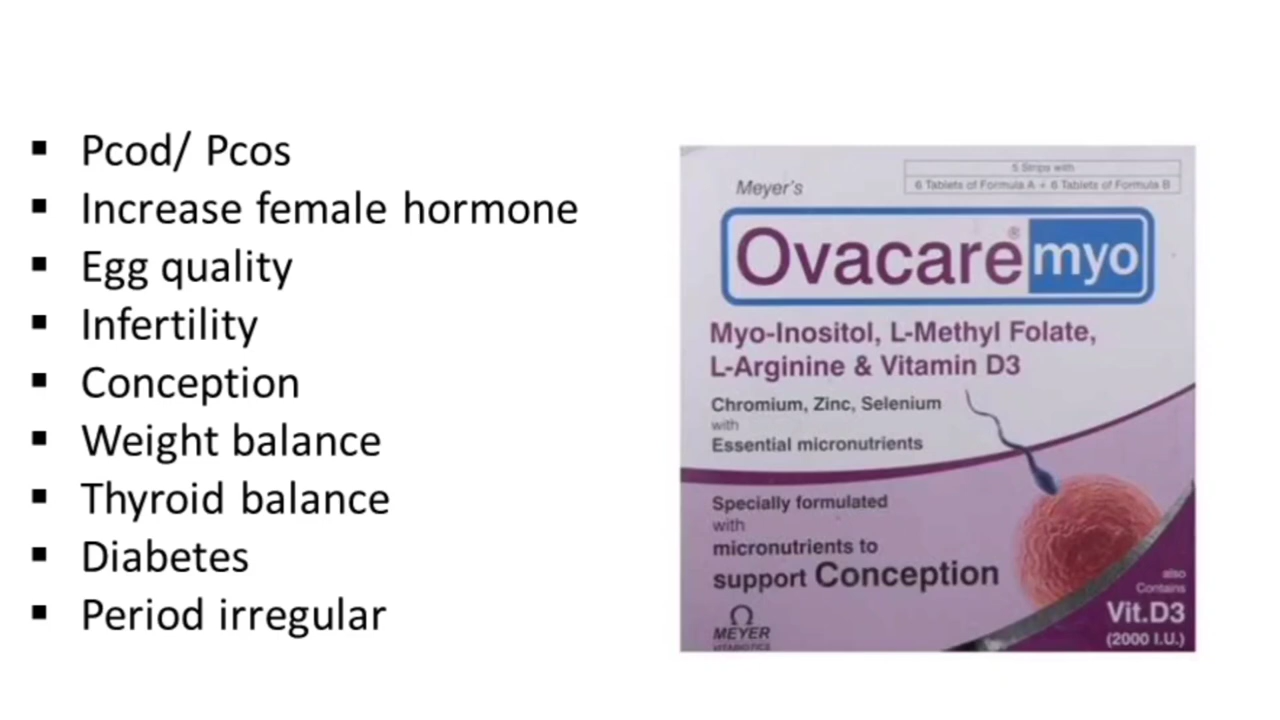 Pcod/ Pcos
Increase female hormone
Egg quality
Infertility
Conception
Weight balance
Thyroid balance
Diabetes
Period irregular
5 Strips with
6 Tablets of Formula A + 6 Tablets of Formula B
Meyer's
Ovacare® myo
Myo-Inositol, L-Methyl Folate,
L-Arginine & Vitamin D3
Chromium, Zinc, Selenium
with
Essential micronutrients
Specially formulated
with
micronutrients to
support Conception
also
Contains
Vit.D3
(2000 I.U.)
MEYER
VITABIOTICS